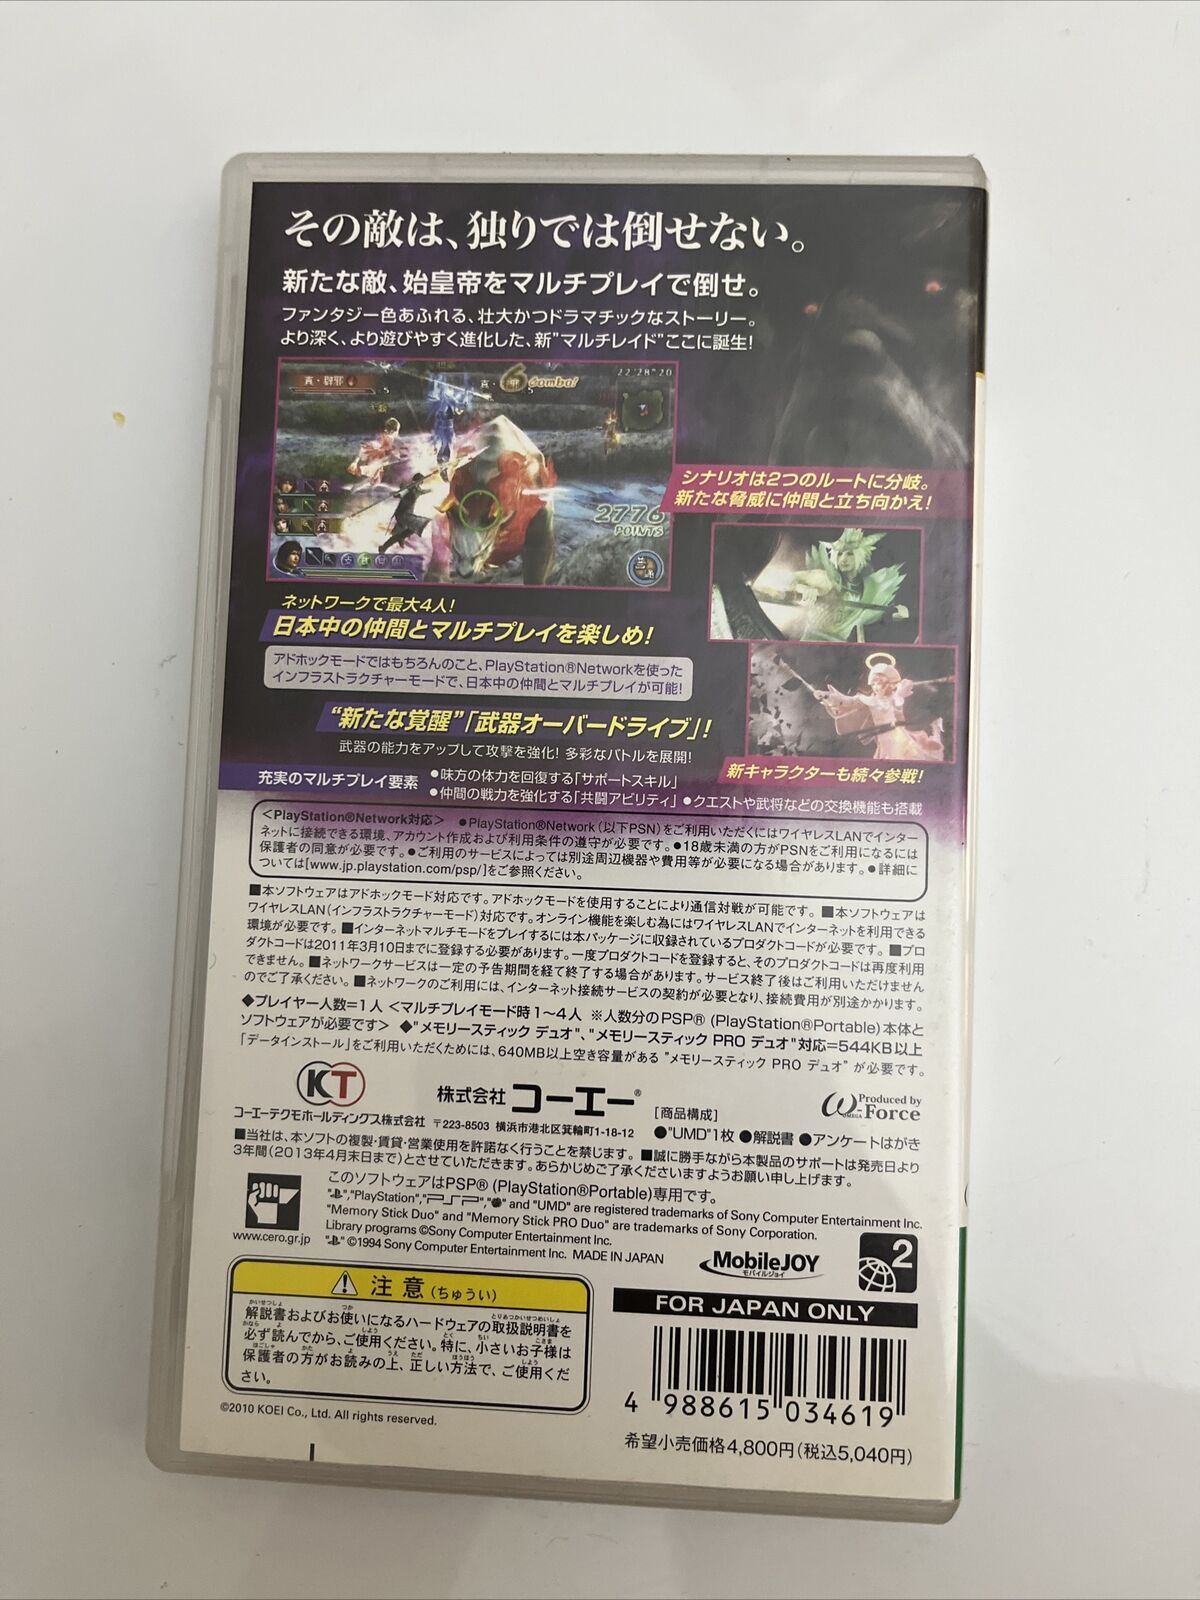 その敵は、独りでは倒せない。
新たな敵、始皇帝をマルチプレイで倒せ。
ファンタジー色あふれる、壮大かつドラマチックなストーリー。
より深く、より遊びやすく進化した、新"マルチレイド"ここに誕生!
Combo!
22'28"20
2776
POINTS
シナリオは2つのルートに分岐。
新たな脅威に仲間と立ち向かえ!
ネットワークで最大4人!
日本中の仲間とマルチプレイを楽しめ!
アドホックモードではもちろんのこと、PlayStation®Networkを使った
インフラストラクチャーモードで、日本中の仲間とマルチプレイが可能!
"新たな覚醒"「武器オーバードライブ」!
武器の能力をアップして攻撃を強化! 多彩なバトルを展開!
新キャラクターも続々参戦!
充実のマルチプレイ要素
●味方の体力を回復する「サポートスキル」
●仲間の戦力を強化する「共闘アビリティ」 ●クエストや武将などの交換機能も搭載
<PlayStation®Network対応> ●PlayStation®Network(以下PSN)をご利用いただくにはワイヤレスLANでインター
ネットに接続できる環境、アカウント作成および利用条件の遵守が必要です。●18歳未満の方がPSNをご利用になるには
保護者の同意が必要です。●ご利用のサービスによっては別途周辺機器や費用等が必要になる場合があります。●詳細に
ついては[www.jp.playstation.com/psp/]をご参照ください。
■本ソフトウェアはアドホックモード対応です。アドホックモードを使用することにより通信対戦が可能です。■本ソフトウェアは
ワイヤレスLAN(インフラストラクチャーモード)対応です。オンライン機能を楽しむ為にはワイヤレスLANでインターネットを利用できる
環境が必要です。■インターネットマルチモードをプレイするには本パッケージに収録されているプロダクトコードが必要です。■プロ
ダクトコードは2011年3月10日までに登録する必要があります。一度プロダクトコードを登録すると、そのプロダクトコードは再度利用
できません。■ネットワークサービスは一定の予告期間を経て終了する場合があります。サービス終了後はご利用いただけません
のでご了承ください。■ネットワークのご利用には、インターネット接続サービスの契約が必要となり、接続費用が別途かかります。
◆プレイヤー人数=1人 <マルチプレイモード時1~4人 ※人数分のPSP®(PlayStation®Portable)本体と
ソフトウェアが必要です> ◆"メモリースティック デュオ"、"メモリースティック PRO デュオ"対応=544KB以上
「データインストール」をご利用いただくためには、640MB以上空き容量がある "メモリースティック PRO デュオ" が必要です。
KT
株式会社コーエー®
コーエーテクモホールディングス株式会社 〒223-8503 横浜市港北区箕輪町1-18-12
[商品構成]
●"UMD"1枚 ●解説書 ●アンケートはがき
Produced by
ω-Force
OMEGA
■当社は、本ソフトの複製・賃貸・営業使用を許諾なく行うことを禁じます。■誠に勝手ながら本製品のサポートは発売日より
3年間(2013年4月末日まで)とさせていただきます。あらかじめご了承くださいますようお願い申し上げます。
このソフトウェアはPSP®(PlayStation®Portable)専用です。
www.cero.gr.jp
"","PlayStation","PSP","" and "UMD" are registered trademarks of Sony Computer Entertainment Inc.
"Memory Stick Duo" and "Memory Stick PRO Duo" are trademarks of Sony Corporation.
Library programs ©Sony Computer Entertainment Inc.
"" ©1994 Sony Computer Entertainment Inc. MADE IN JAPAN
MobileJOY
モバイルジョイ
2
注意(ちゅうい)
解説書およびお使いになるハードウェアの取扱説明書を
必ず読んでから、ご使用ください。特に、小さいお子様は
保護者の方がお読みの上、正しい方法で、ご使用くだ
さい。
FOR JAPAN ONLY
4 988615 034619
©2010 KOEI Co., Ltd. All rights reserved.
希望小売価格4,800円(税込5,040円)